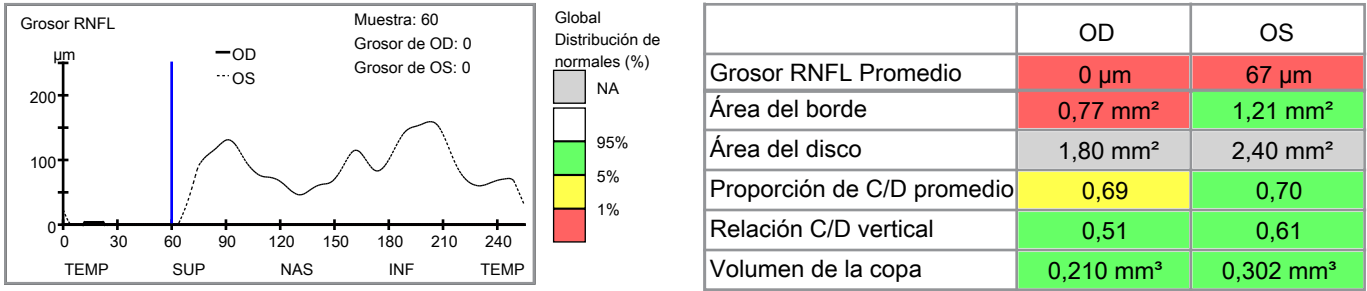 Grosor RNFL
Muestra: 60
Grosor de OD: 0
Grosor de OS: 0
µm
OD
OS
200
100
0
0 30 60 90 120 150 180 210 240
TEMP SUP NAS INF TEMP
Global
Distribución de
normales (%)
NA
95%
5%
1%
OD OS
Grosor RNFL Promedio 0 µm 67 µm
Área del borde 0,77 mm² 1,21 mm²
Área del disco 1,80 mm² 2,40 mm²
Proporción de C/D promedio 0,69 0,70
Relación C/D vertical 0,51 0,61
Volumen de la copa 0,210 mm³ 0,302 mm³